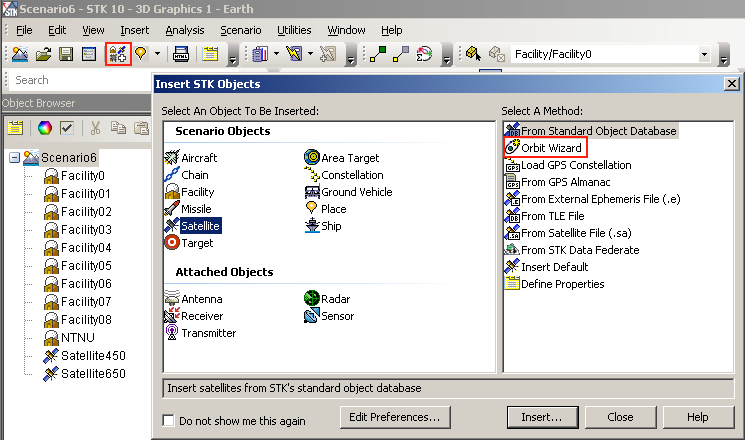 Scenario6 - STK 10 - 3D Graphics 1 - Earth
File Edit View Insert Analysis Scenario Utilities Window Help
HTML
Facility/Facility0
Search
Insert STK Objects
Object Browser
Scenario6
Facility0
Facility01
Facility02
Facility03
Facility04
Facility05
Facility06
Facility07
Facility08
NTNU
Satellite450
Satellite650
Select An Object To Be Inserted:
Scenario Objects
Aircraft
Area Target
Chain
Constellation
Facility
Ground Vehicle
Missile
Place
Satellite
Ship
Target
Attached Objects
Antenna
Radar
Receiver
Sensor
Transmitter
Select A Method:
From Standard Object Database
Orbit Wizard
Load GPS Constellation
From GPS Almanac
From External Ephemeris File (.e)
From TLE File
From Satellite File (.sa)
From STK Data Federate
Insert Default
Define Properties
Insert satellites from STK's standard object database
Do not show me this again
Edit Preferences...
Insert...
Close
Help